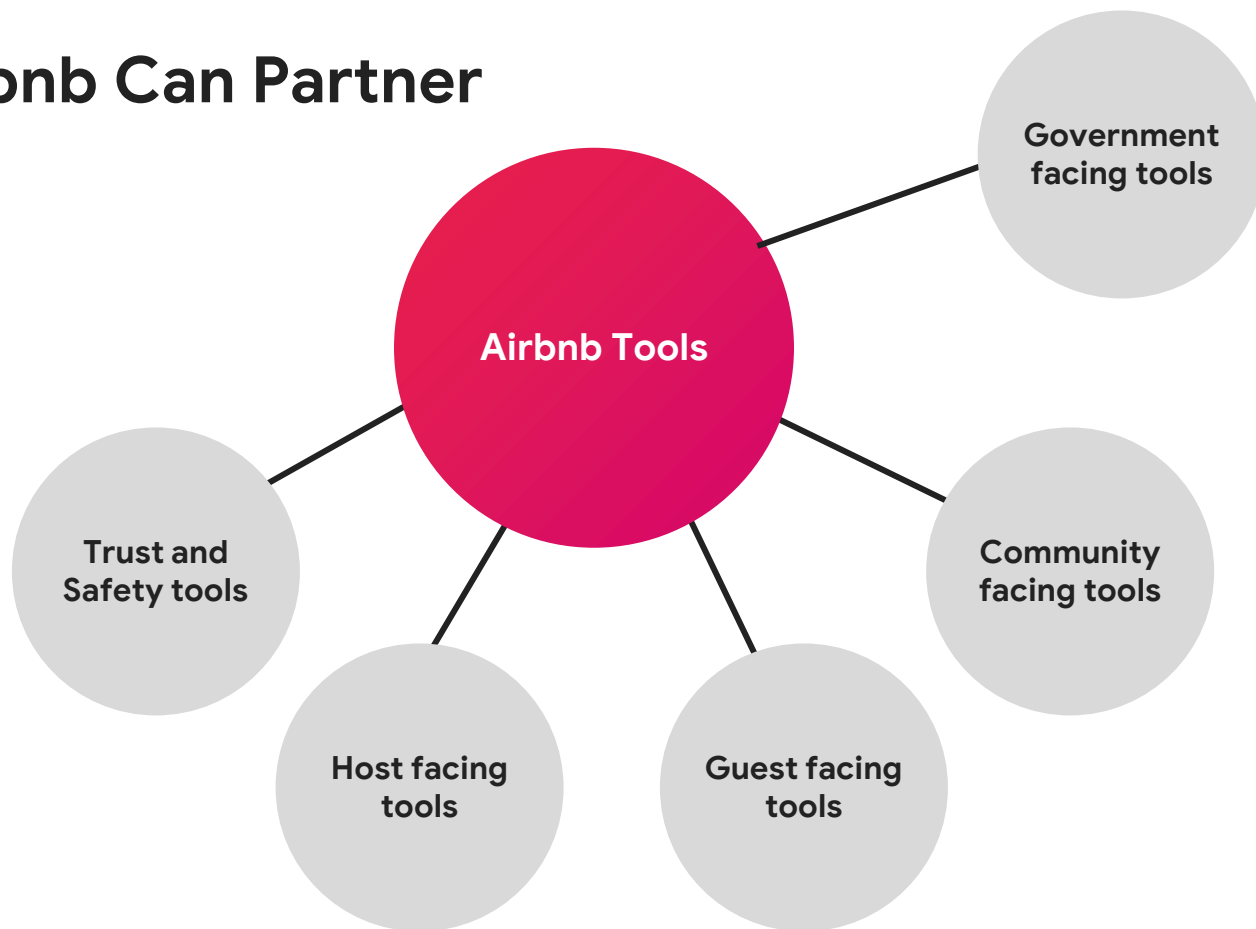 bnb Can Partner
Government
facing tools
Airbnb Tools
Trust and
Safety tools
Community
facing tools
Host facing
tools
Guest facing
tools